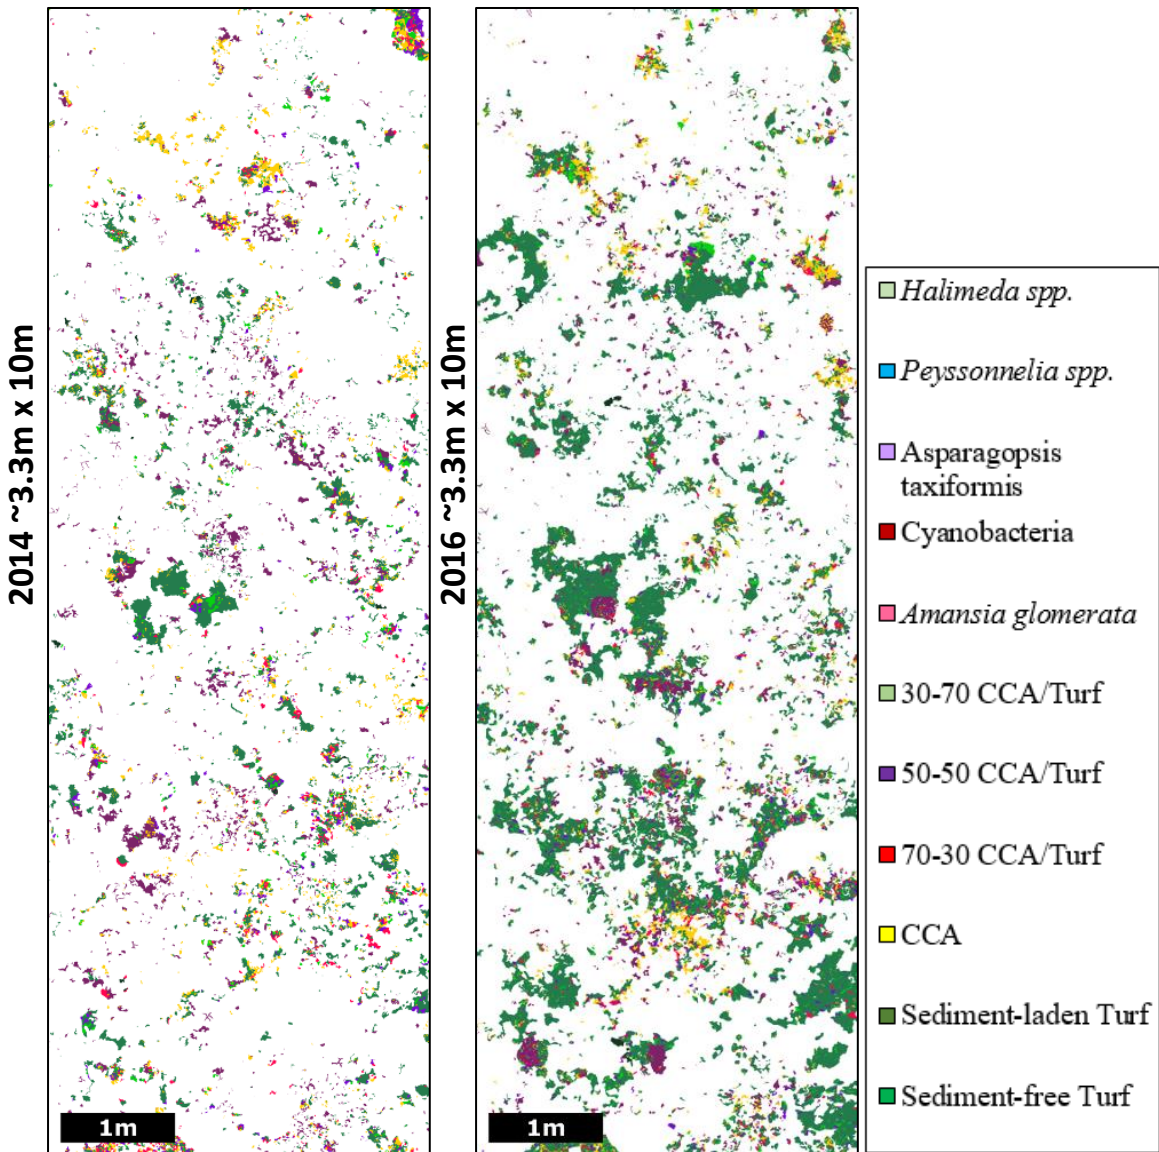 2014 ~3.3m x 10m
1m
2016 ~3.3m x 10m
1m
Halimeda spp.
Peyssonnelia spp.
Asparagopsis
taxiformis
Cyanobacteria
Amansia glomerata
30-70 CCA/Turf
50-50 CCA/Turf
70-30 CCA/Turf
CCA
Sediment-laden Turf
Sediment-free Turf